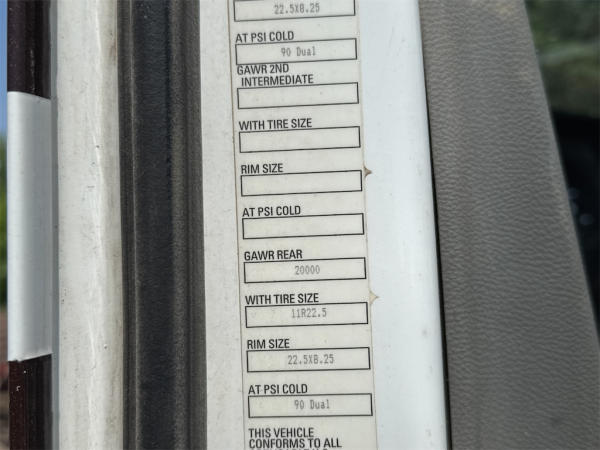 22.5X8.25
AT PSI COLD
90 Dual
GAWR 2ND
INTERMEDIATE
WITH TIRE SIZE
RIM SIZE
AT PSI COLD
GAWR REAR
20000
WITH TIRE SIZE
11R22.5
RIM SIZE
22.5X8.25
AT PSI COLD
90 Dual
THIS VEHICLE
CONFORMS TO ALL